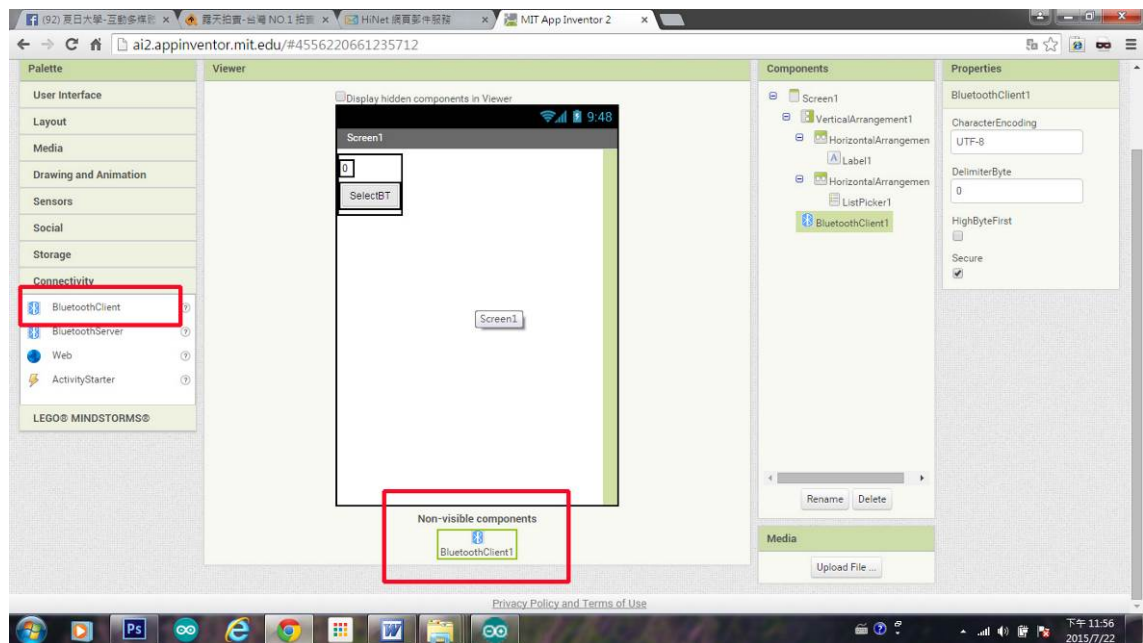 (92) 夏日大學-互動多媒
露天拍賣-台灣 NO.1 拍
HiNet 網頁郵件服務
MIT App Inventor 2
ai2.appinventor.mit.edu/#4556220661235712
Palette
Viewer
Components
Properties
User Interface
Layout
Media
Drawing and Animation
Sensors
Social
Storage
Connectivity
BluetoothClient
BluetoothServer
Web
ActivityStarter
LEGO® MINDSTORMS®
Display hidden components in Viewer
9:48
Screen1
0
SelectBT
Screen1
Non-visible components
BluetoothClient1
Screen1
VerticalArrangement1
HorizontalArrangemen
Label1
HorizontalArrangemen
ListPicker1
BluetoothClient1
Rename
Delete
Media
Upload File ...
BluetoothClient1
CharacterEncoding
UTF-8
DelimiterByte
0
HighByteFirst
Secure
Privacy Policy and Terms of Use
Ps
下午 11:56
2015/7/22